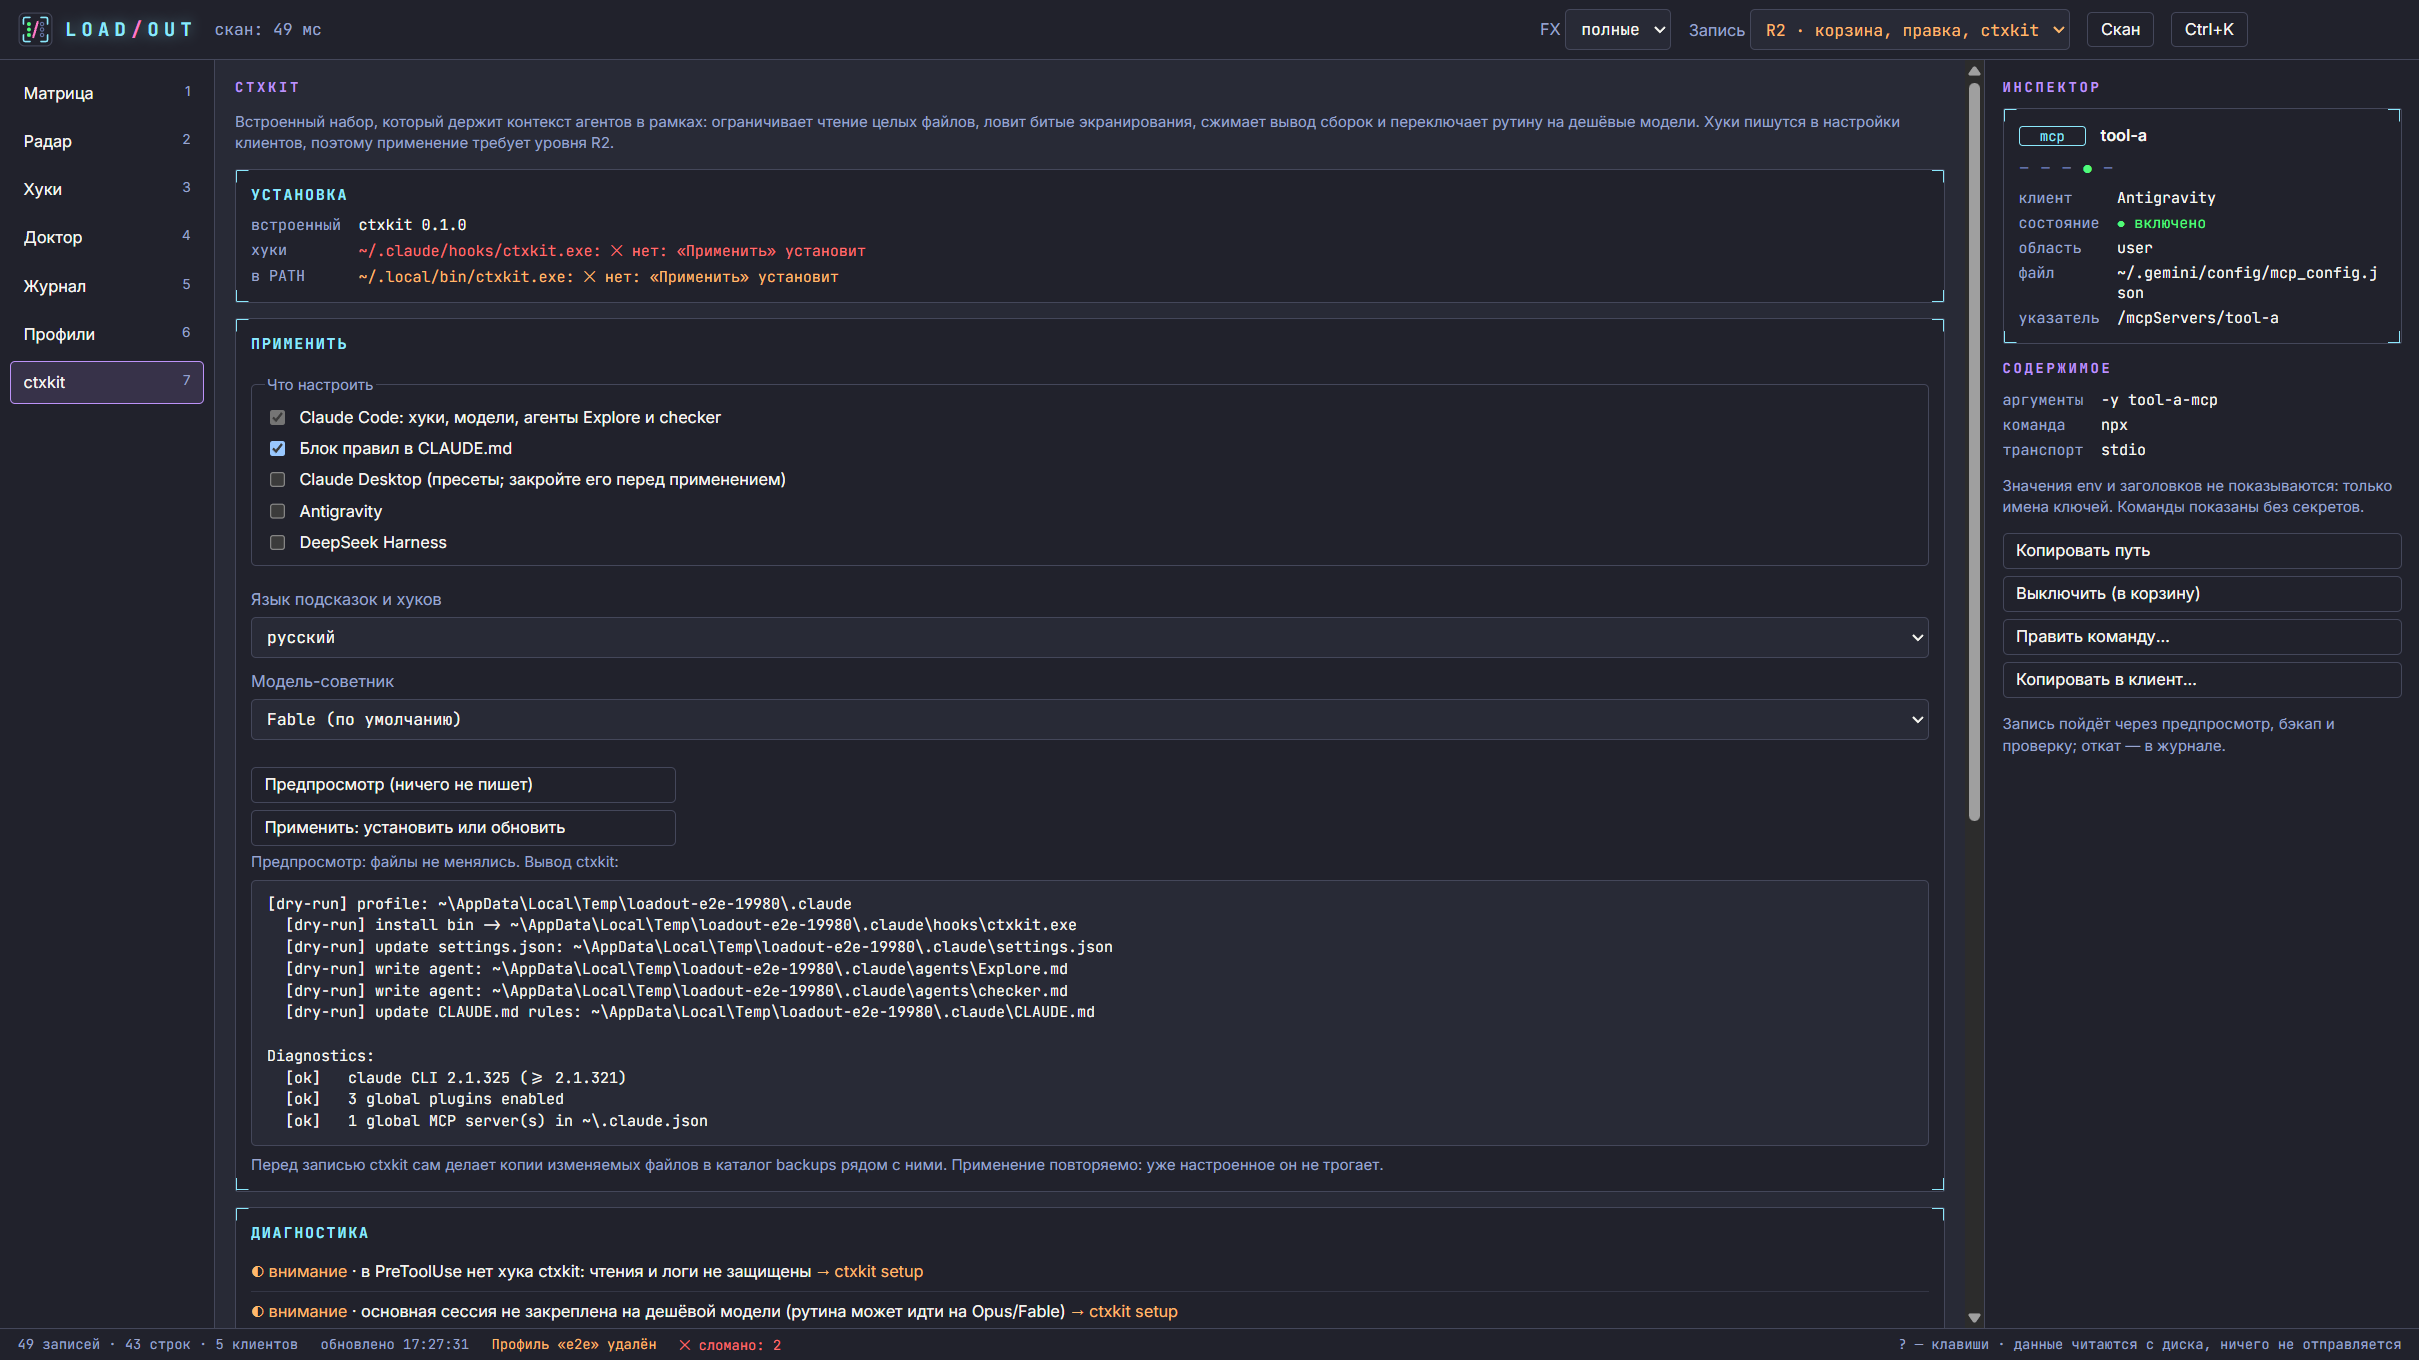 LOAD/OUT скан: 49 мс
FX полные Запись R2 · корзина, правка, ctxkit Скан Ctrl+K
Матрица 1
Радар 2
Хуки 3
Доктор 4
Журнал 5
Профили 6
ctxkit 7
CTXKIT
Встроенный набор, который держит контекст агентов в рамках: ограничивает чтение целых файлов, ловит битые экранирования, сжимает вывод сборок и переключает рутину на дешёвые модели. Хуки пишутся в настройки
клиентов, поэтому применение требует уровня R2.
УСТАНОВКА
встроенный ctxkit 0.1.0
хуки ~/.claude/hooks/ctxkit.exe: ✕ нет: «Применить» установит
в PATH ~/.local/bin/ctxkit.exe: ✕ нет: «Применить» установит
ПРИМЕНИТЬ
Что настроить
Claude Code: хуки, модели, агенты Explore и checker
Блок правил в CLAUDE.md
Claude Desktop (пресеты; закройте его перед применением)
Antigravity
DeepSeek Harness
Язык подсказок и хуков
русский
Модель-советник
Fable (по умолчанию)
Предпросмотр (ничего не пишет)
Применить: установить или обновить
Предпросмотр: файлы не менялись. Вывод ctxkit:
[dry-run] profile: ~\AppData\Local\Temp\loadout-e2e-19980\.claude
[dry-run] install bin -> ~\AppData\Local\Temp\loadout-e2e-19980\.claude\hooks\ctxkit.exe
[dry-run] update settings.json: ~\AppData\Local\Temp\loadout-e2e-19980\.claude\settings.json
[dry-run] write agent: ~\AppData\Local\Temp\loadout-e2e-19980\.claude\agents\Explore.md
[dry-run] write agent: ~\AppData\Local\Temp\loadout-e2e-19980\.claude\agents\checker.md
[dry-run] update CLAUDE.md rules: ~\AppData\Local\Temp\loadout-e2e-19980\.claude\CLAUDE.md
Diagnostics:
[ok] claude CLI 2.1.325 (>= 2.1.321)
[ok] 3 global plugins enabled
[ok] 1 global MCP server(s) in ~\.claude.json
Перед записью ctxkit сам делает копии изменяемых файлов в каталог backups рядом с ними. Применение повторяемо: уже настроенное он не трогает.
ДИАГНОСТИКА
◐ внимание · в PreToolUse нет хука ctxkit: чтения и логи не защищены → ctxkit setup
◐ внимание · основная сессия не закреплена на дешёвой модели (рутина может идти на Opus/Fable) → ctxkit setup
ИНСПЕКТОР
mcp tool-a
— — — ● —
клиент Antigravity
состояние ● включено
область user
файл ~/.gemini/config/mcp_config.j
son
указатель /mcpServers/tool-a
СОДЕРЖИМОЕ
аргументы -y tool-a-mcp
команда npx
транспорт stdio
Значения env и заголовков не показываются: только
имена ключей. Команды показаны без секретов.
Копировать путь
Выключить (в корзину)
Править команду...
Копировать в клиент...
Запись пойдёт через предпросмотр, бэкап и
проверку; откат — в журнале.
49 записей · 43 строк · 5 клиентов обновлено 17:27:31 Профиль «e2e» удалён ✕ сломано: 2
? — клавиши · данные читаются с диска, ничего не отправляется